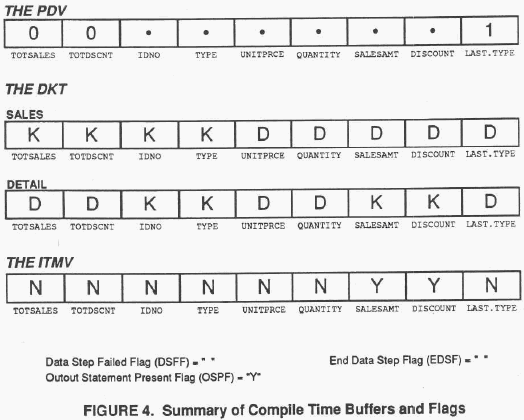 THE PDV
0 0 • • • • • • 1
TOTSALES TOTDSCNT IDNO TYPE UNITPRCE QUANTITY SALESAMT DISCOUNT LAST.TYPE
THE DKT
SALES
K K K K D D D D D
TOTSALES TOTDSCNT IDNO TYPE UNITPRCE QUANTITY SALESAMT DISCOUNT LAST.TYPE
DETAIL
D D K K D D K K D
TOTSALES TOTDSCNT IDNO TYPE UNITPRCE QUANTITY SALESAMT DISCOUNT LAST.TYPE
THE ITMV
N N N N N N Y Y N
TOTSALES TOTDSCNT IDNO TYPE UNITPRCE QUANTITY SALESAMT DISCOUNT LAST.TYPE
Data Step Failed Flag (DSFF) = " " End Data Step Flag (EDSF) = " "
Outout Statement Present Flag (OSPF) = "Y"
FIGURE 4. Summary of Compile Time Buffers and Flags